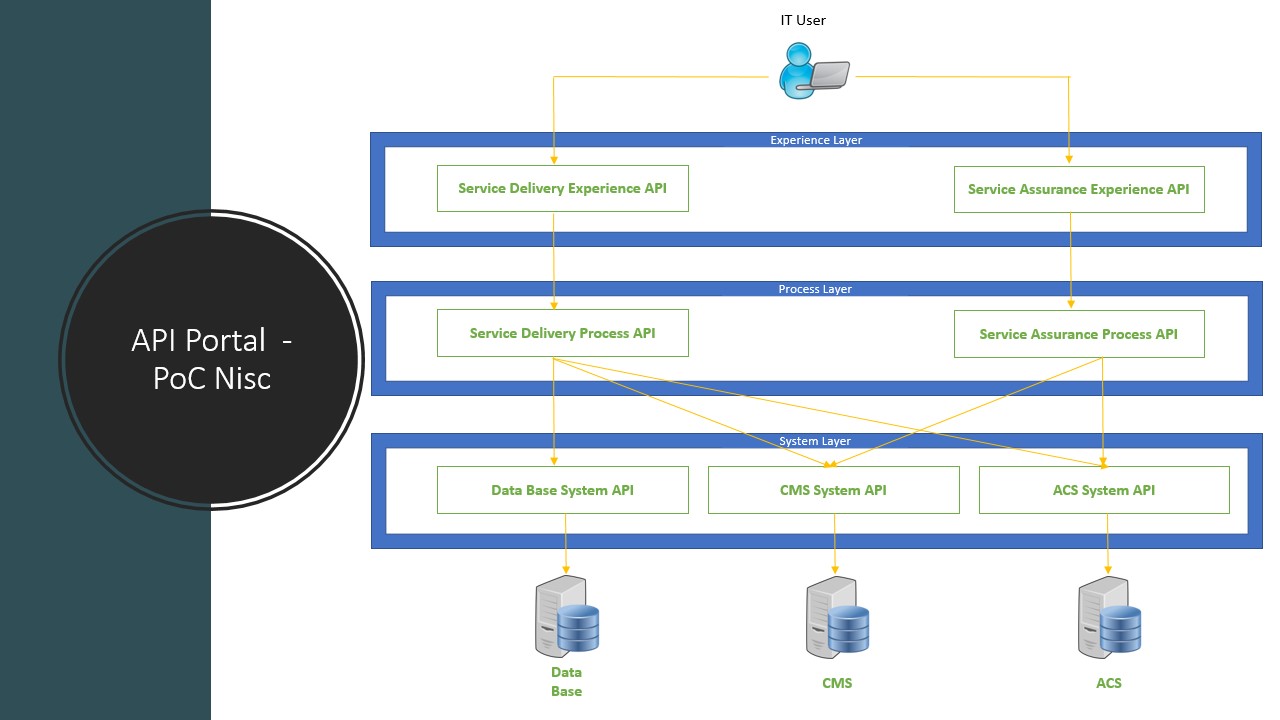 IT User
Experience Layer
Service Delivery Experience API
Service Assurance Experience API
Process Layer
Service Delivery Process API
Service Assurance Process API
API Portal -
PoC Nisc
System Layer
Data Base System API
CMS System API
ACS System API
Data
Base
CMS
ACS